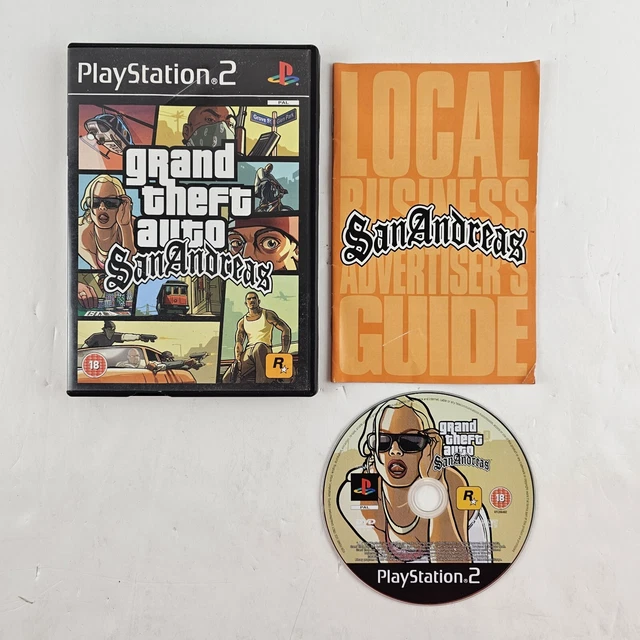 PlayStation®2
PAL
Grove St
grand
theft
auto
San Andreas
18
R
LOCAL
BUSINESS
San Andreas
ADVERTISER'S
GUIDE
grand
theft
auto
San Andreas
PAL
R
18
PlayStation®2